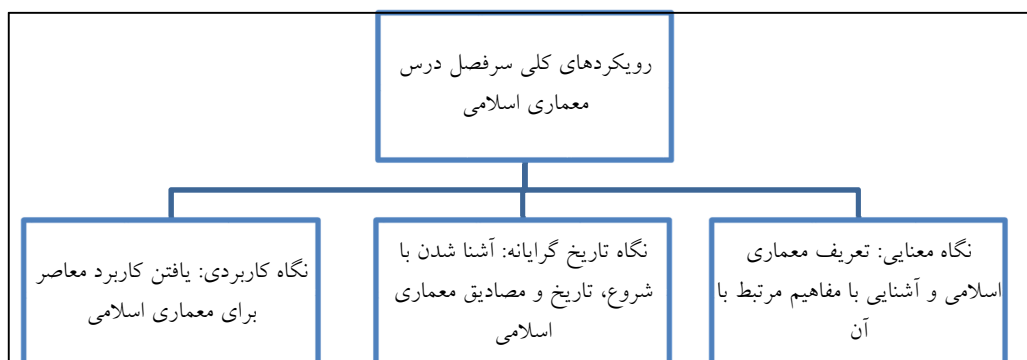 رویکردهای کلی سرفصل درس
معماری اسلامی
نگاه معنایی: تعریف معماری
اسلامی و آشنایی با مفاهیم مرتبط با
آن
نگاه تاریخ گرایانه: آشنا شدن با
شروع، تاریخ و مصادیق معماری
اسلامی
نگاه کاربردی: یافتن کاربرد معاصر
برای معماری اسلامی